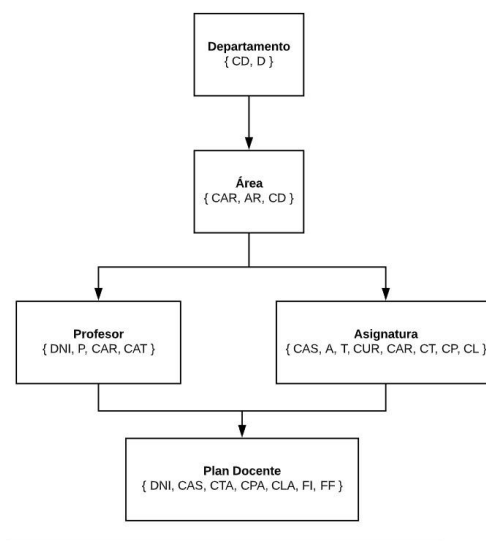 Departamento
{ CD, D }
Área
{ CAR, AR, CD }
Profesor
{ DNI, P, CAR, CAT }
Asignatura
{ CAS, A, T, CUR, CAR, CT, CP, CL }
Plan Docente
{ DNI, CAS, CTA, CPA, CLA, FI, FF }